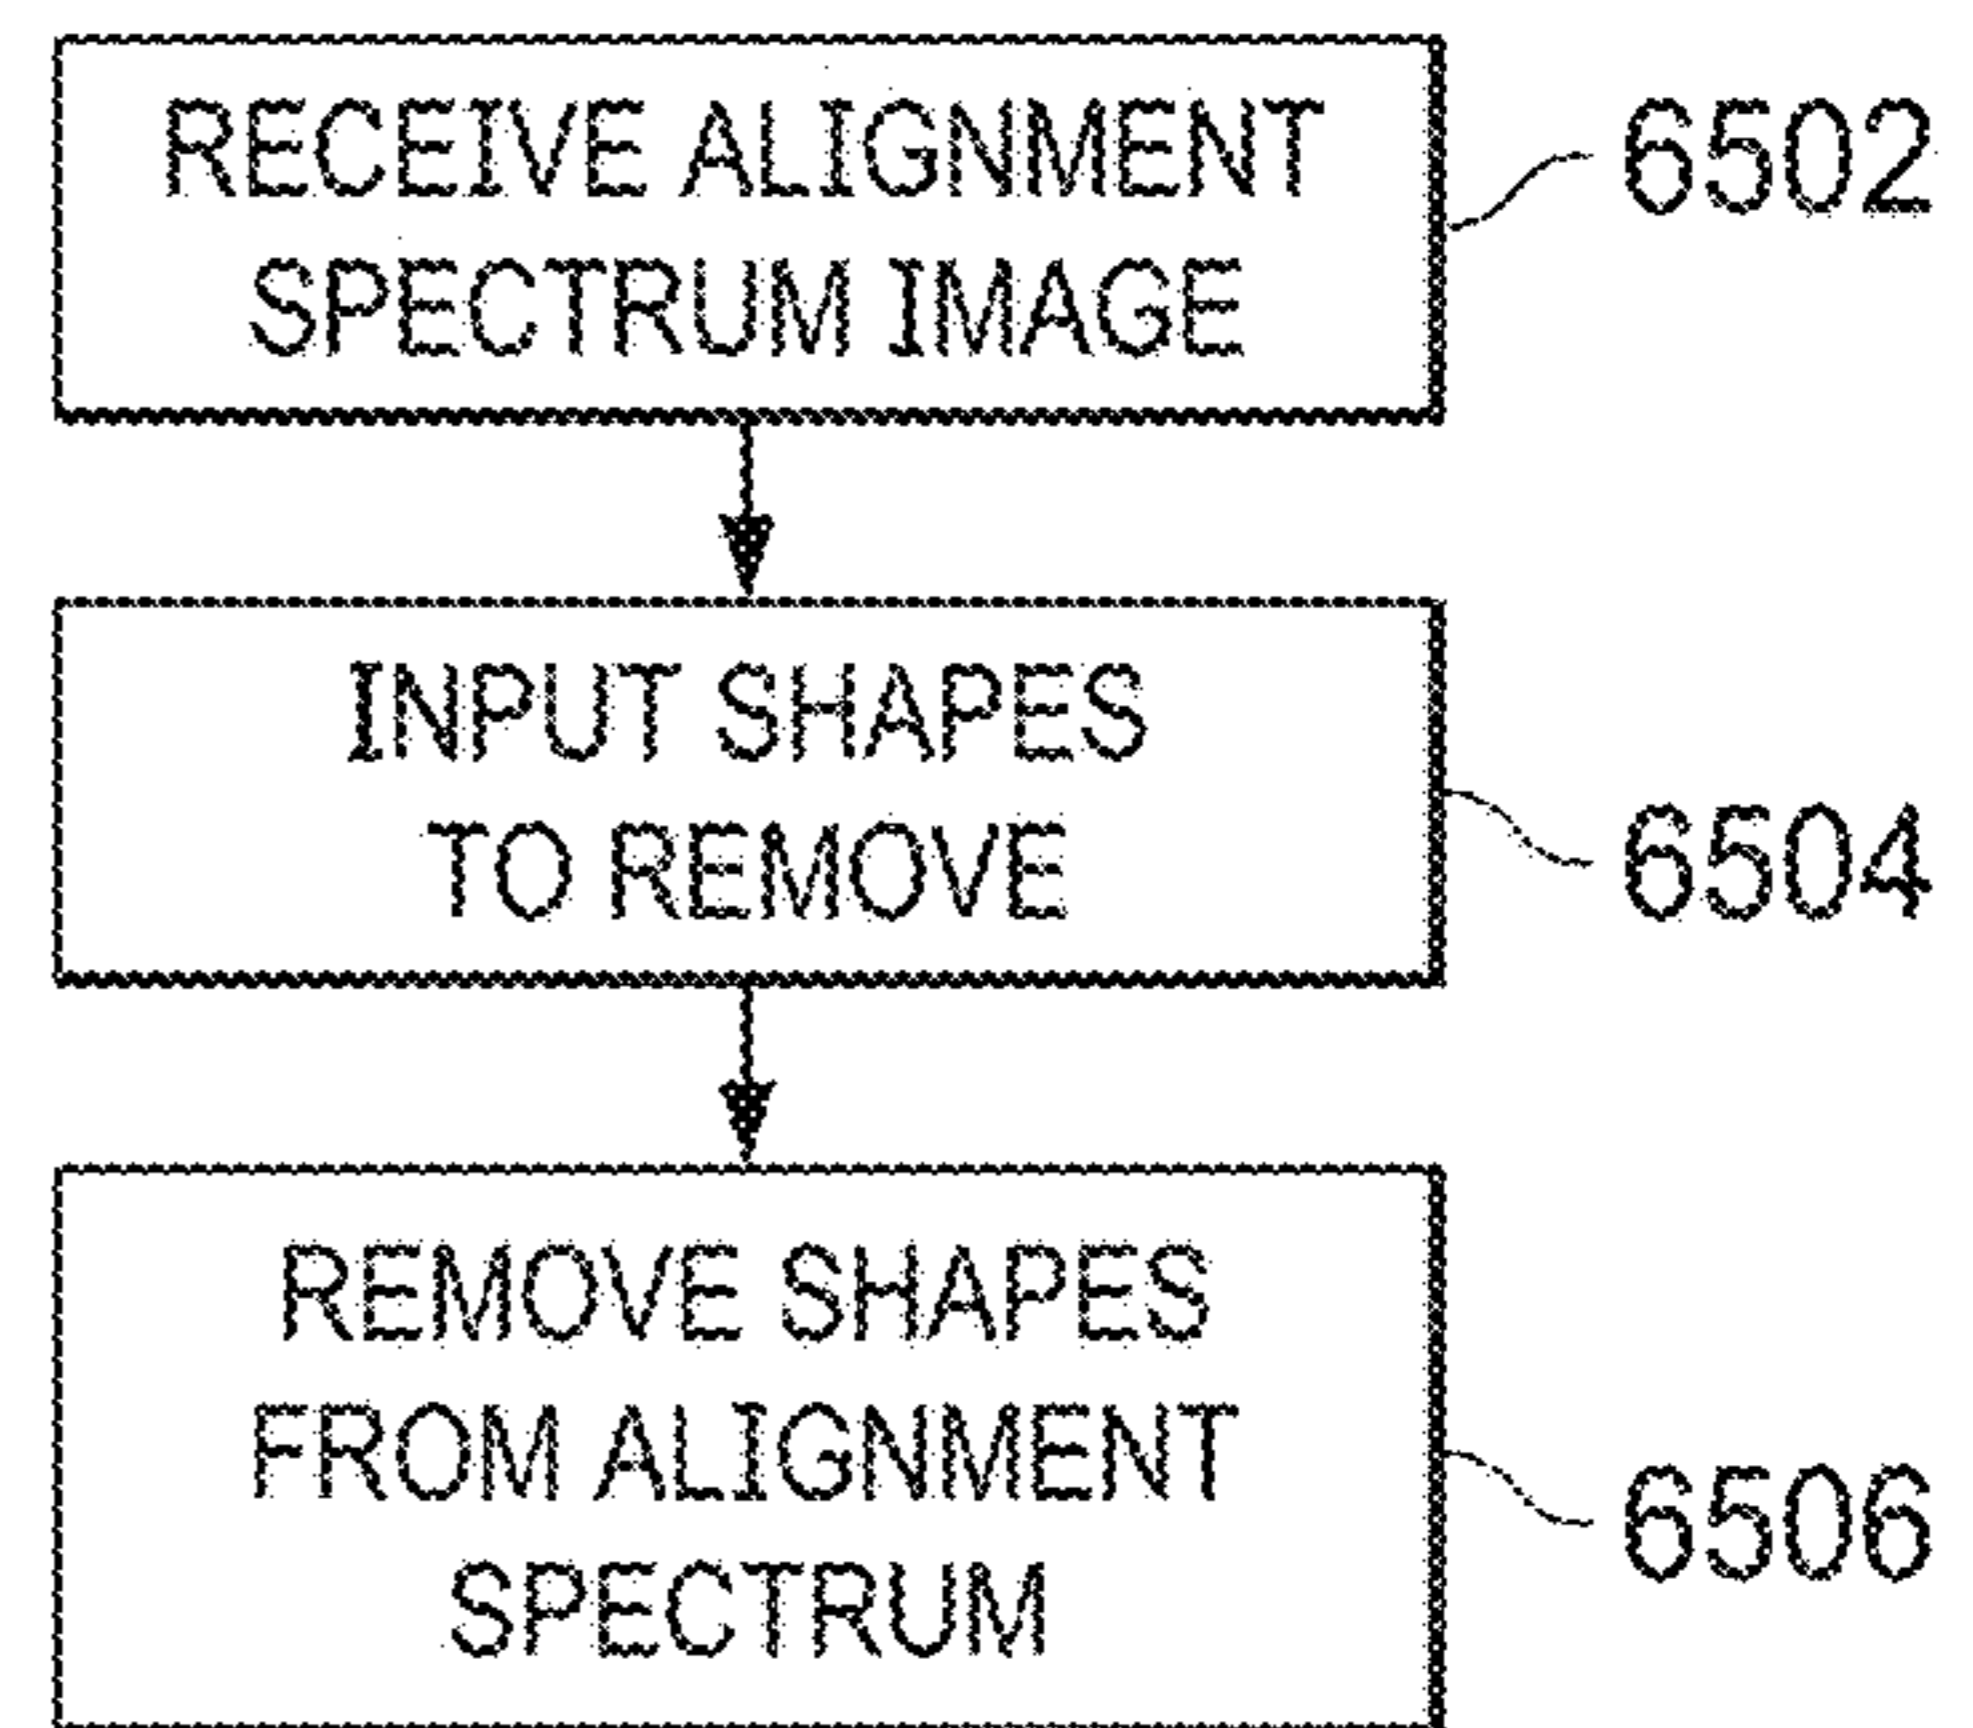 RECEIVE ALIGNMENT
SPECTRUM IMAGE
6502
INPUT SHAPES
TO REMOVE
6504
REMOVE SHAPES
FROM ALIGNMENT
SPECTRUM
6506